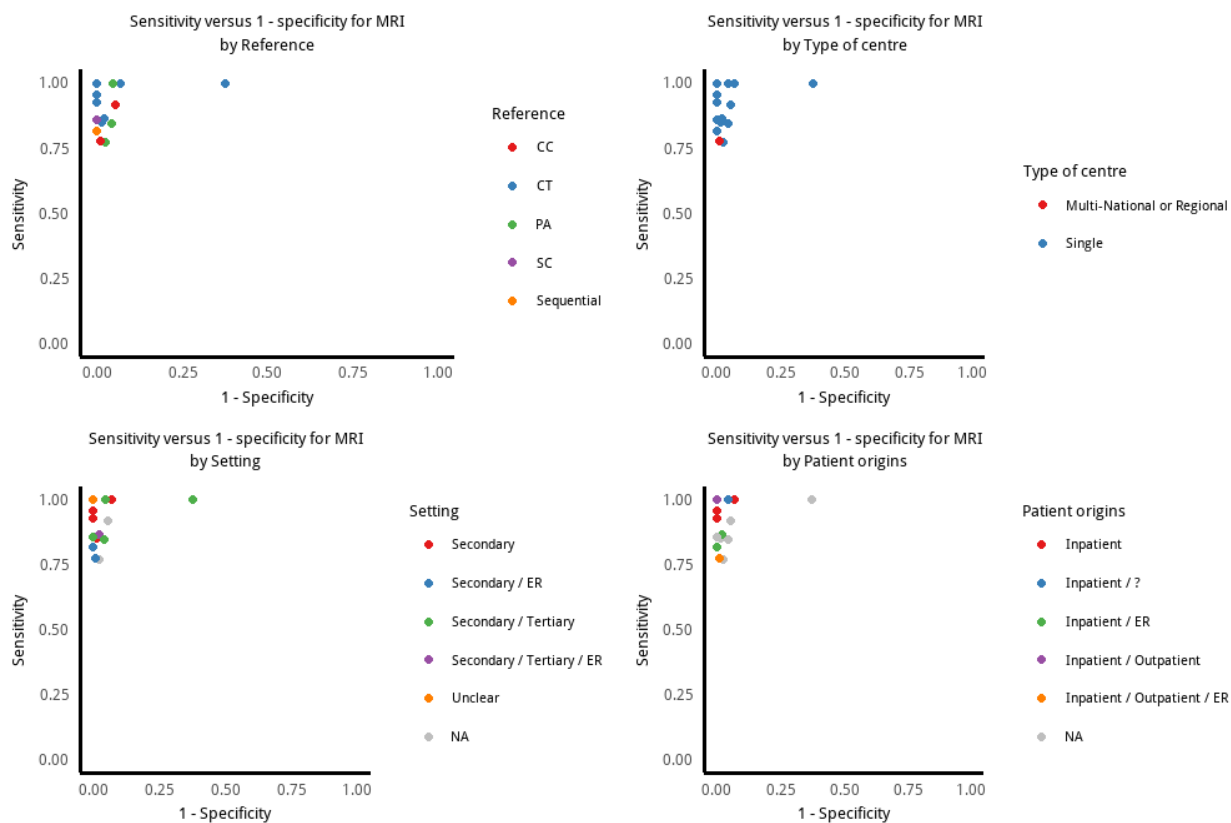 Sensitivity versus 1 - specificity for MRI
by Reference
1.00
0.75
0.50
0.25
0.00
Sensitivity
0.00 0.25 0.50 0.75 1.00
1 - Specificity
Reference
CC
CT
PA
SC
Sequential
Sensitivity versus 1 - specificity for MRI
by Type of centre
1.00
0.75
0.50
0.25
0.00
Sensitivity
0.00 0.25 0.50 0.75 1.00
1 - Specificity
Type of centre
Multi-National or Regional
Single
Sensitivity versus 1 - specificity for MRI
by Setting
1.00
0.75
0.50
0.25
0.00
Sensitivity
0.00 0.25 0.50 0.75 1.00
1 - Specificity
Setting
Secondary
Secondary / ER
Secondary / Tertiary
Secondary / Tertiary / ER
Unclear
NA
Sensitivity versus 1 - specificity for MRI
by Patient origins
1.00
0.75
0.50
0.25
0.00
Sensitivity
0.00 0.25 0.50 0.75 1.00
1 - Specificity
Patient origins
Inpatient
Inpatient / ?
Inpatient / ER
Inpatient / Outpatient
Inpatient / Outpatient / ER
NA